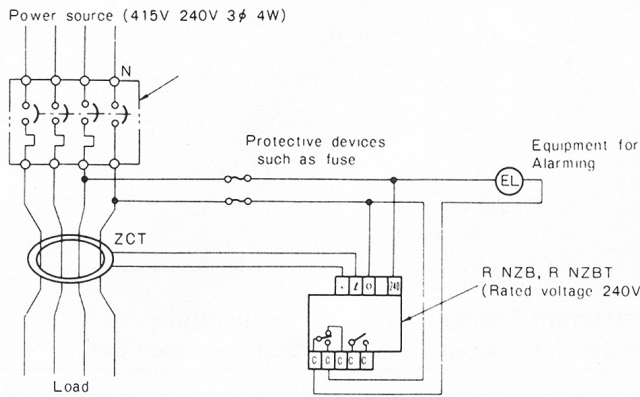 Power source (415V 240V 3φ 4W)
N
Protective devices
such as fuse
Equipment for
Alarming
EL
ZCT
ℓ 0 240
R NZB, R NZBT
(Rated voltage 240V
C C C C C
Load